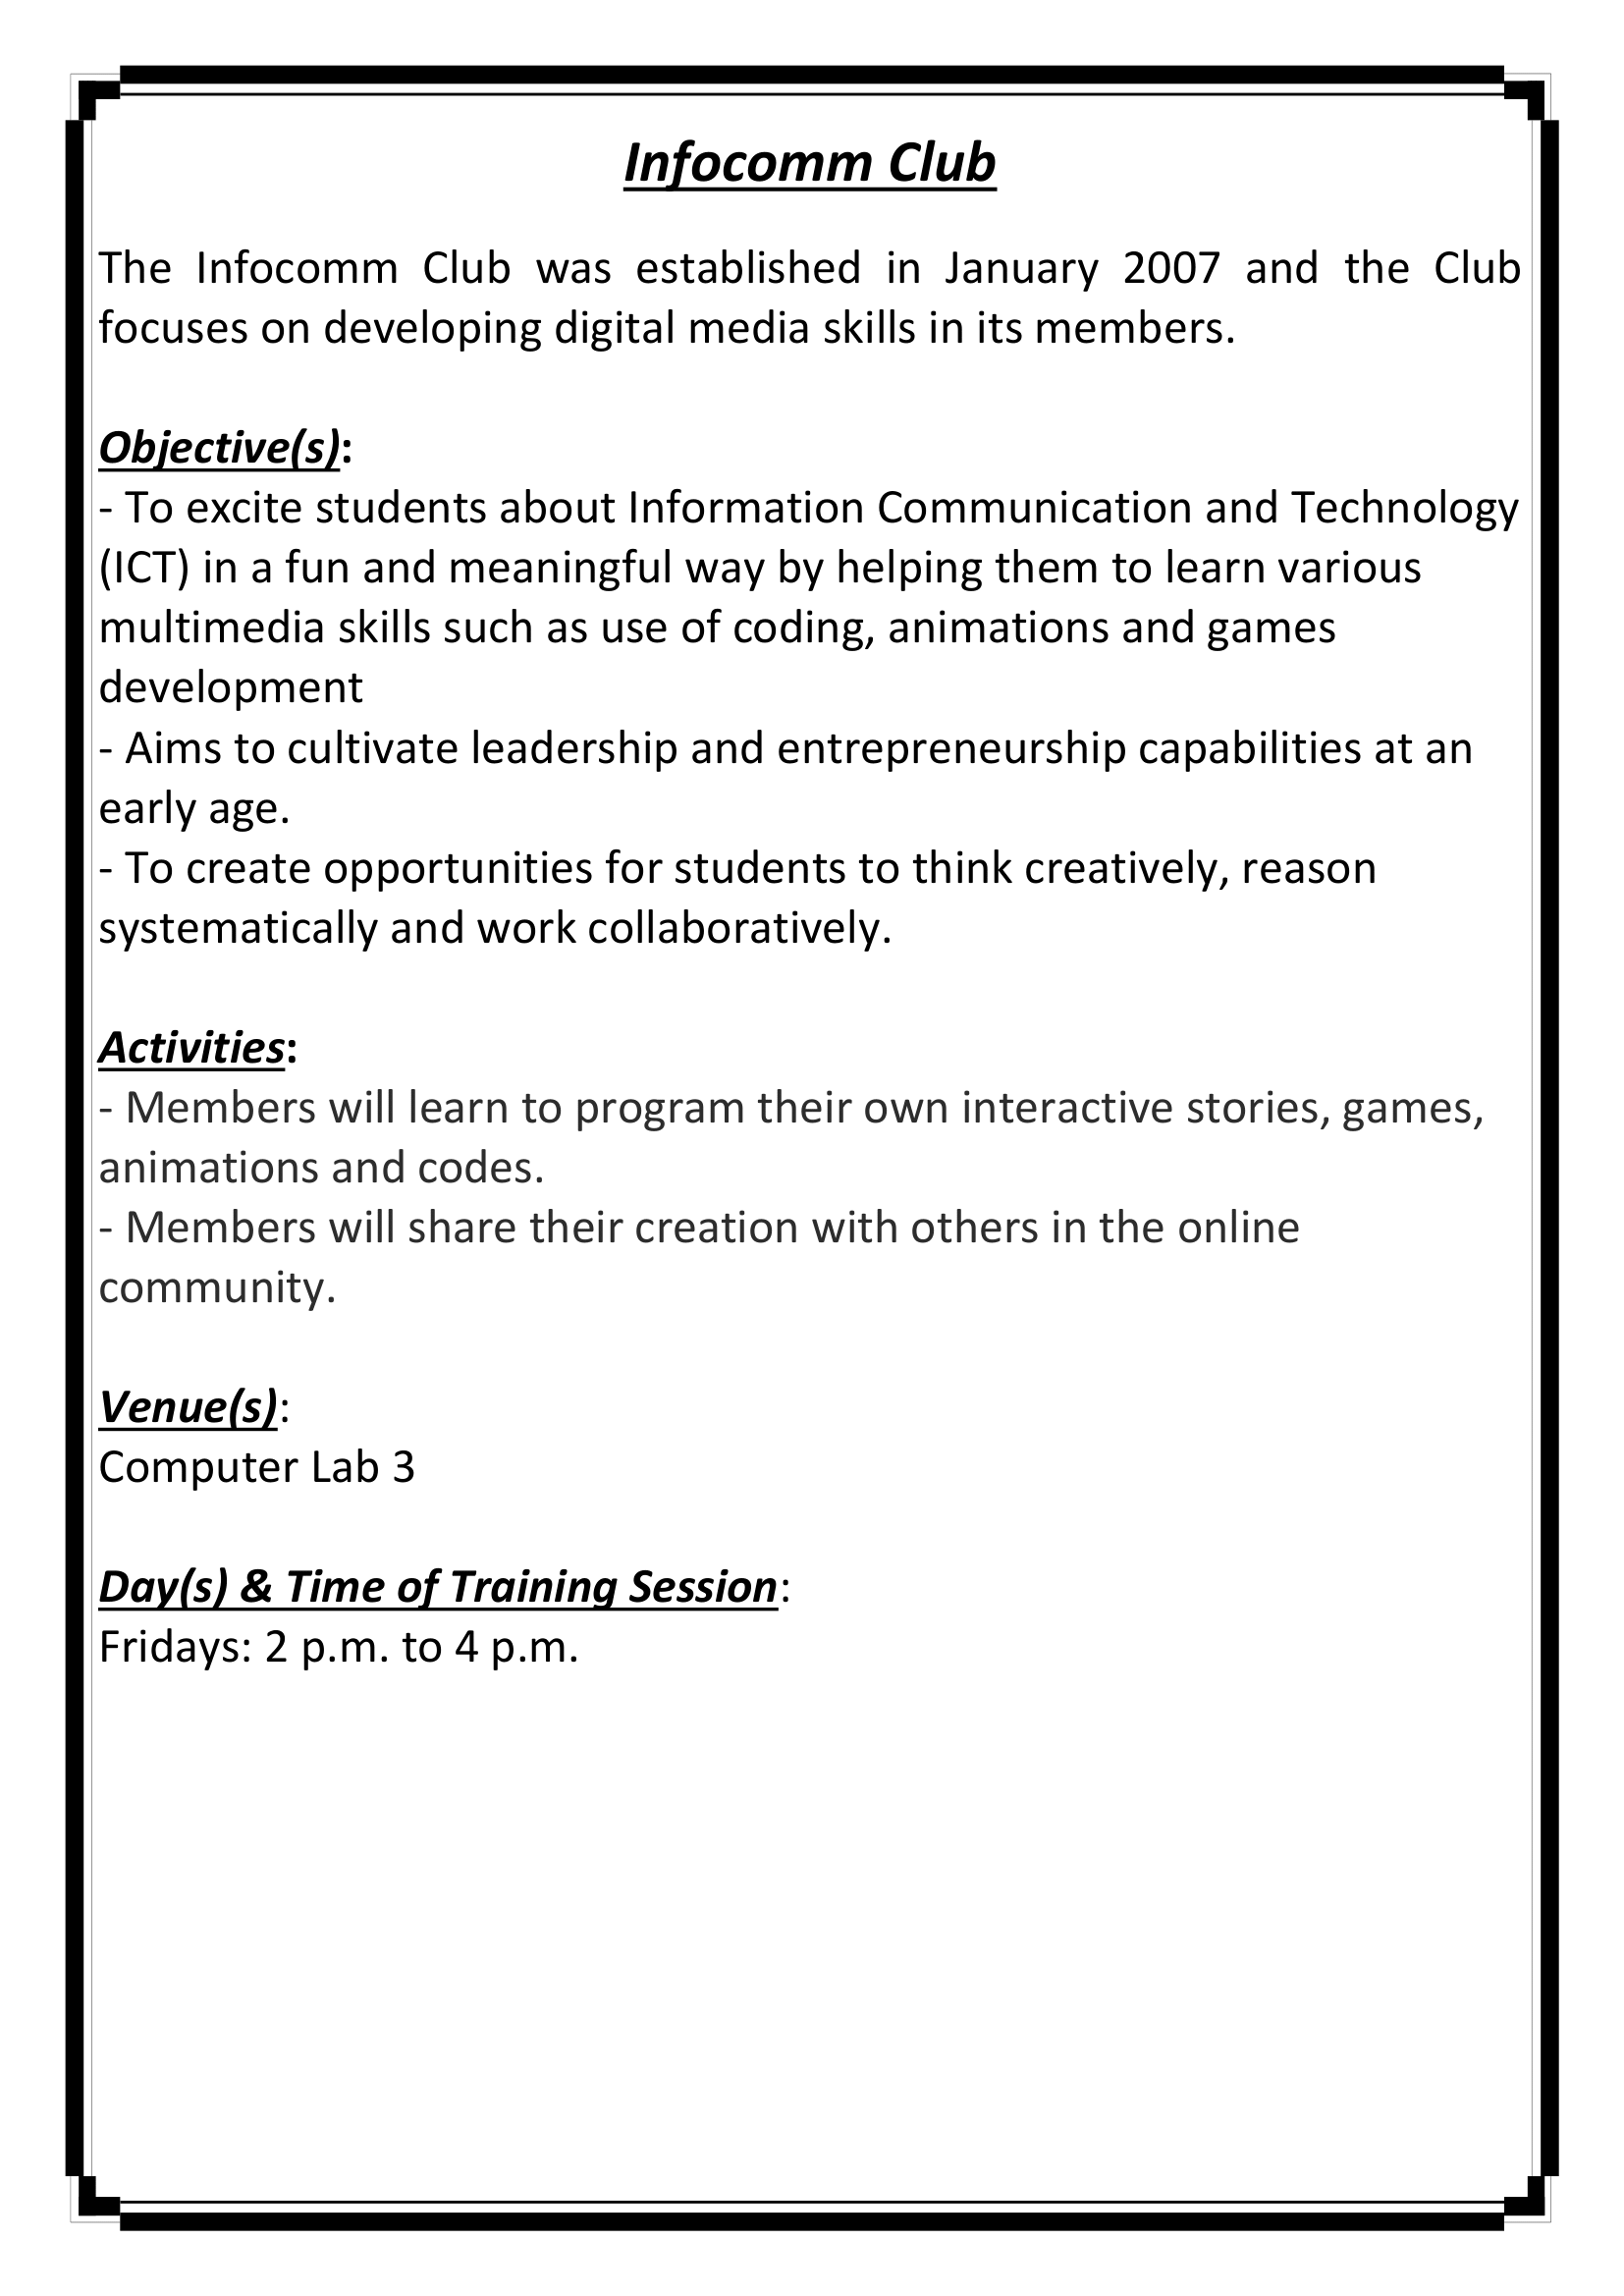 Infocomm Club
The Infocomm Club was established in January 2007 and the Club
focuses on developing digital media skills in its members.
Objective(s):
- To excite students about Information Communication and Technology
(ICT) in a fun and meaningful way by helping them to learn various
multimedia skills such as use of coding, animations and games
development
- Aims to cultivate leadership and entrepreneurship capabilities at an
early age.
- To create opportunities for students to think creatively, reason
systematically and work collaboratively.
Activities:
- Members will learn to program their own interactive stories, games,
animations and codes.
- Members will share their creation with others in the online
community.
Venue(s):
Computer Lab 3
Day(s) & Time of Training Session:
Fridays: 2 p.m. to 4 p.m.